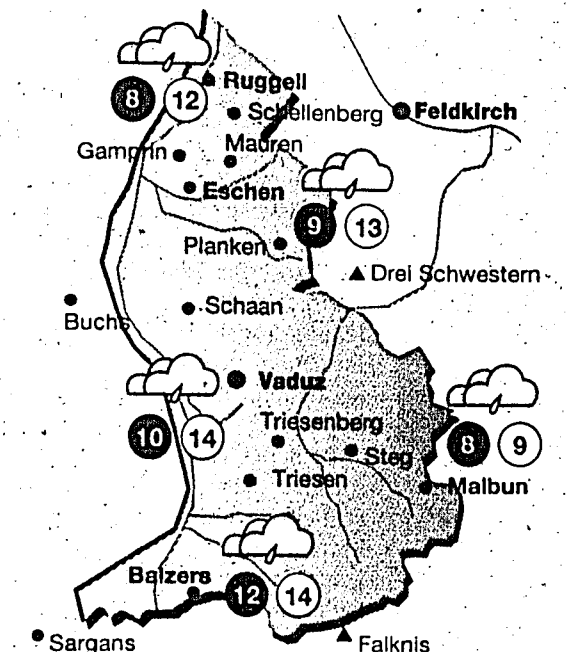 Ruggell
8 12
Schellenberg
Feldkirch
Mauren
Gamprin
Eschen
9 13
Planken
Drei Schwestern
Schaan
Buchs
Vaduz
10 14
Triesenberg
8 9
Steg
Triesen
Malbun
Balzers
12 14
Sargans
Falknis